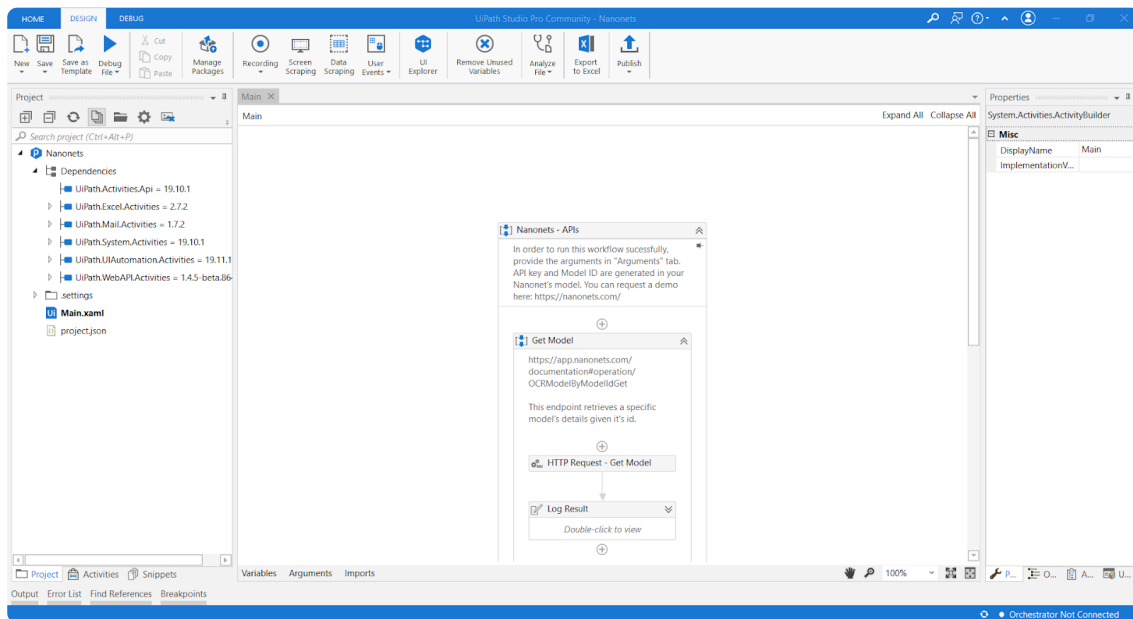 HOME DESIGN DEBUG UiPath Studio Pro Community - Nanonets
New Save Save as Template Debug File Cut Copy Paste Manage Packages Recording Screen Scraping Data Scraping User Events UI Explorer Remove Unused Variables Analyze File Export to Excel Publish
Project
Search project (Ctrl+Alt+P)
Nanonets
Dependencies
UiPath.Activities.Api = 19.10.1
UiPath.Excel.Activities = 2.7.2
UiPath.Mail.Activities = 1.7.2
UiPath.System.Activities = 19.10.1
UiPath.UIAutomation.Activities = 19.11.1
UiPath.WebAPI.Activities = 1.4.5-beta.86
.settings
Main.xaml
project.json
Project Activities Snippets
Main
Main Expand All Collapse All
Nanonets - APIs
In order to run this workflow sucessfully,
provide the arguments in "Arguments" tab.
API key and Model ID are generated in your
Nanonet's model. You can request a demo
here: https://nanonets.com/
Get Model
https://app.nanonets.com/
documentation#operation/
OCRModelByModelIdGet
This endpoint retrieves a specific
model's details given it's id.
HTTP Request - Get Model
Log Result
Double-click to view
Variables Arguments Imports 100%
Properties
System.Activities.ActivityBuilder
Misc
DisplayName Main
ImplementationV...
P... O... A... U...
Output Error List Find References Breakpoints
Orchestrator Not Connected